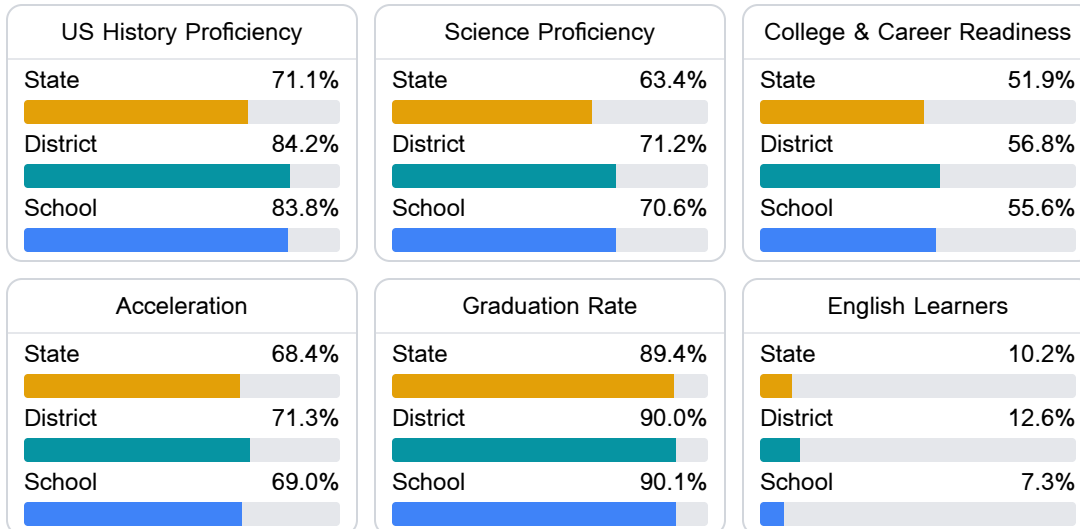 US History Proficiency
State 71.1%
District 84.2%
School 83.8%
Science Proficiency
State 63.4%
District 71.2%
School 70.6%
College & Career Readiness
State 51.9%
District 56.8%
School 55.6%
Acceleration
State 68.4%
District 71.3%
School 69.0%
Graduation Rate
State 89.4%
District 90.0%
School 90.1%
English Learners
State 10.2%
District 12.6%
School 7.3%